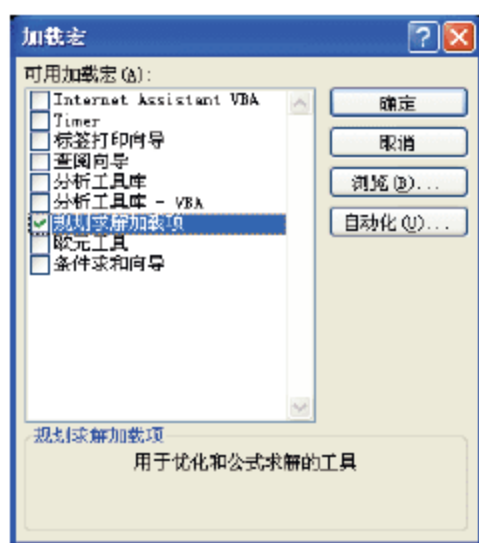 加载宏
可用加载宏(A):
Internet Assistant VBA
Timer
标签打印向导
查阅向导
分析工具库
分析工具库 - VBA
规划求解加载项
欧元工具
条件求和向导
确定
取消
浏览(B)...
自动化(U)...
规划求解加载项
用于优化和公式求解的工具